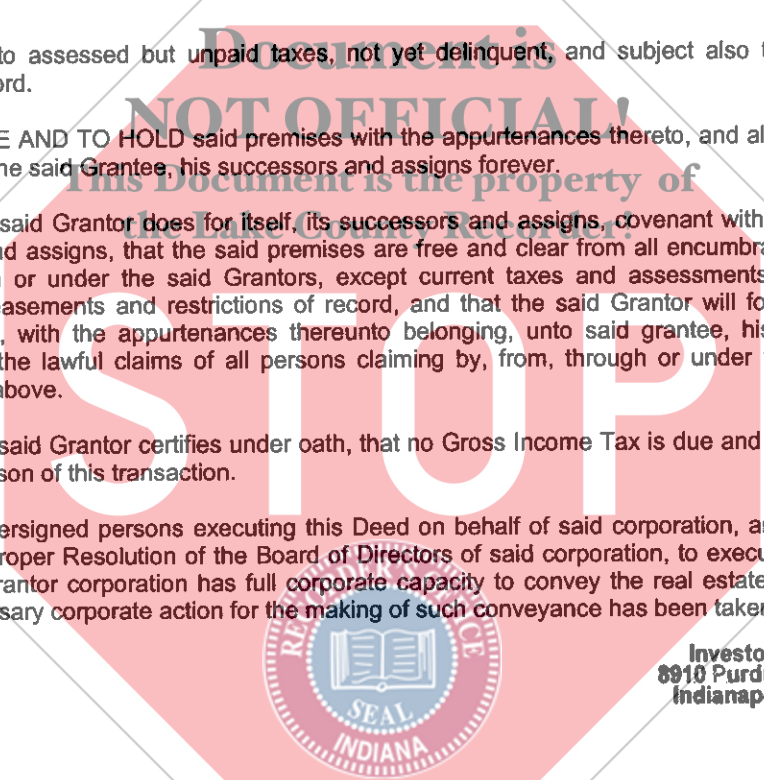 to assessed but unpaid taxes, not yet delinquent, and subject also
ord.
Document is
NOT OFFICIAL!
E AND TO HOLD said premises with the appurtenances thereto, and
he said Grantee, his successors and assigns forever.
This Document is the property of
the Lake County Recorder!
said Grantor does for itself, its successors and assigns, covenant with
nd assigns, that the said premises are free and clear from all
or under the said Grantors, except current taxes and assessments
easements and restrictions of record, and that the said Grantor will
, with the appurtenances thereunto belonging, unto said grantee, his
the lawful claims of all persons claiming by, from, through or under
above.
STOP
said Grantor certifies under oath, that no Gross Income Tax is due and
son of this transaction.
ersigned persons executing this Deed on behalf of said corporation,
roper Resolution of the Board of Directors of said corporation, to execu
rantor corporation has full corporate capacity to convey the real estate
sary corporate action for the making of such conveyance has been taken
Investo
8910 Purd
Indianap
SEAL
INDIANA